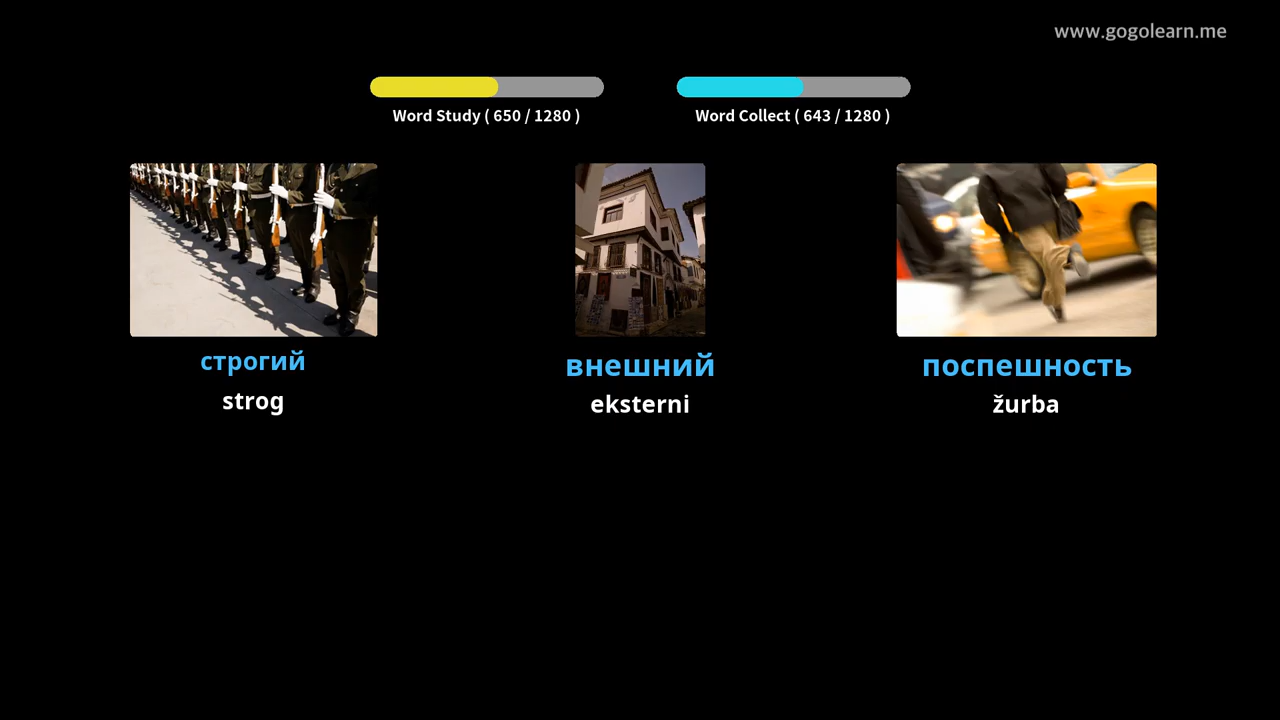 www.gogolearn.me
Word Study ( 650 / 1280 )
Word Collect ( 643 / 1280 )
строгий
strog
внешний
eksterni
поспешность
žurba